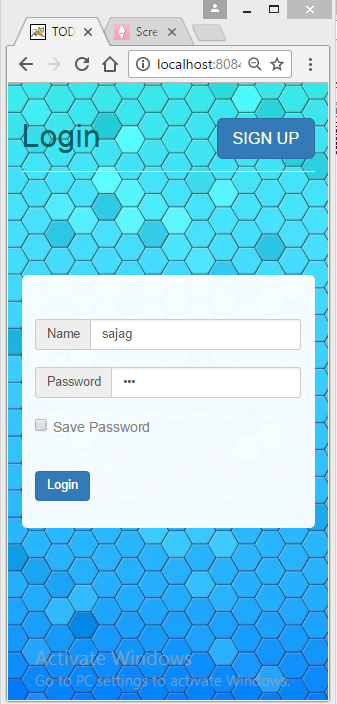 TOD
Scre
localhost:8084
Login
SIGN UP
Name
sajag
Password
•••
Save Password
Login
Activate Windows
Go to PC settings to activate Windows.